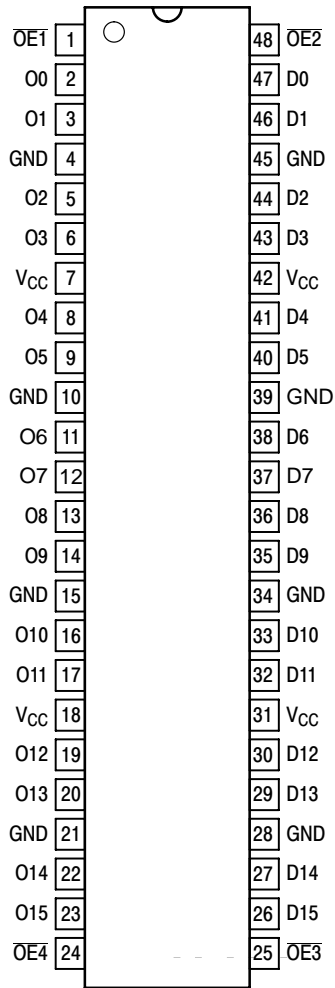 O̅E̅1̅ 1 48 O̅E̅2̅
O0 2 47 D0
O1 3 46 D1
GND 4 45 GND
O2 5 44 D2
O3 6 43 D3
VCC 7 42 VCC
O4 8 41 D4
O5 9 40 D5
GND 10 39 GND
O6 11 38 D6
O7 12 37 D7
O8 13 36 D8
O9 14 35 D9
GND 15 34 GND
O10 16 33 D10
O11 17 32 D11
VCC 18 31 VCC
O12 19 30 D12
O13 20 29 D13
GND 21 28 GND
O14 22 27 D14
O15 23 26 D15
O̅E̅4̅ 24 25 O̅E̅3̅